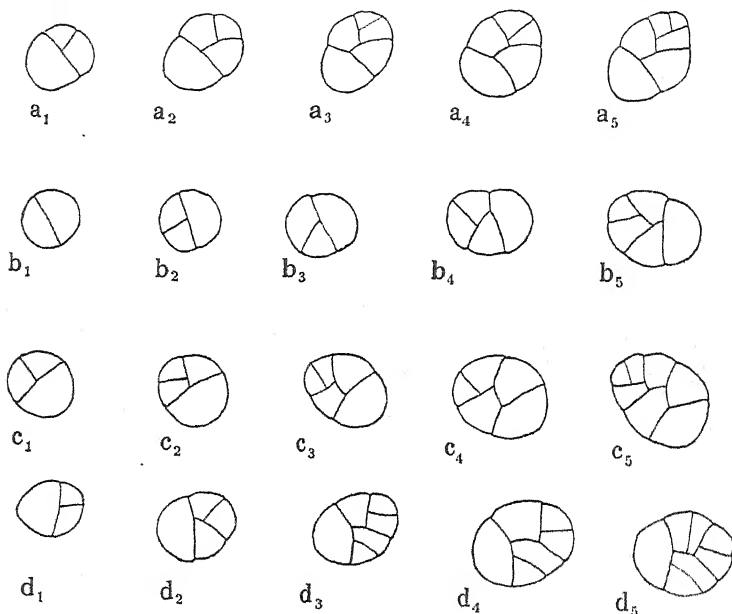 a₁ a₂ a₃ a₄ a₅
b₁ b₂ b₃ b₄ b₅
c₁ c₂ c₃ c₄ c₅
d₁ d₂ d₃ d₄ d₅